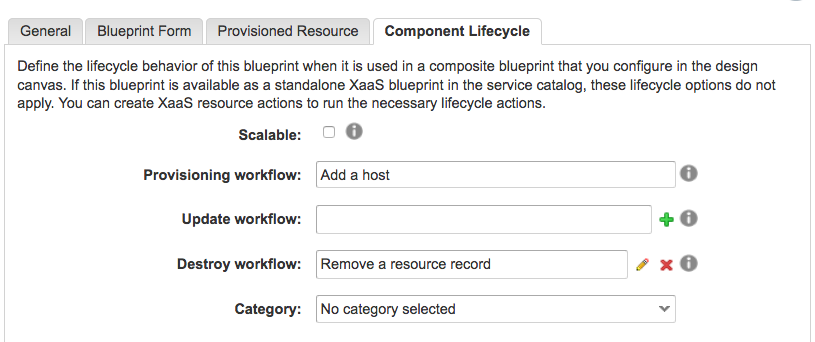 General Blueprint Form Provisioned Resource Component Lifecycle
Define the lifecycle behavior of this blueprint when it is used in a composite blueprint that you configure in the design
canvas. If this blueprint is available as a standalone XaaS blueprint in the service catalog, these lifecycle options do not
apply. You can create XaaS resource actions to run the necessary lifecycle actions.
Scalable:
Provisioning workflow: Add a host
Update workflow:
Destroy workflow: Remove a resource record
Category: No category selected